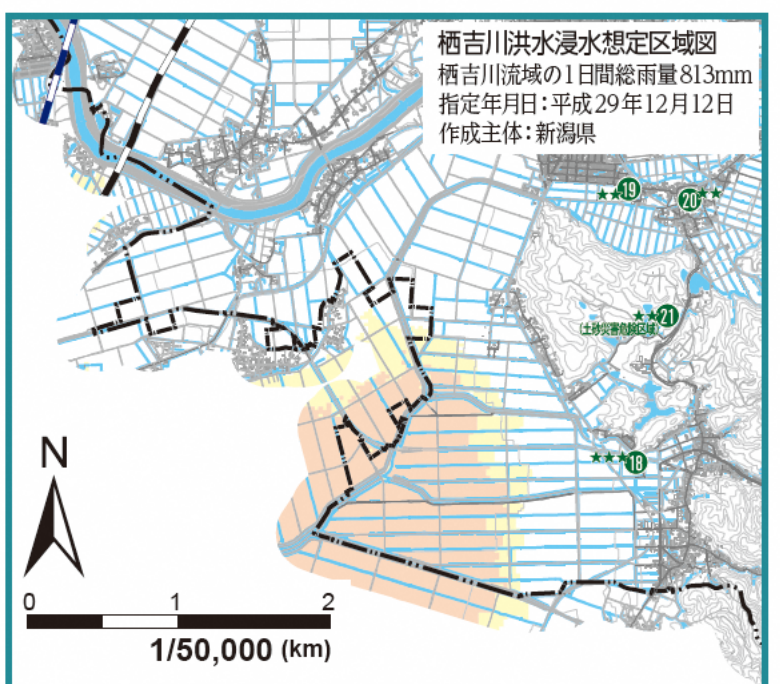 栖吉川洪水浸水想定区域図
栖吉川流域の1日間総雨量813mm
指定年月日:平成29年12月12日
作成主体:新潟県
★★19
20★★
★★21
(土砂災害危険区域)
★★★18
N
0 1 2
1/50,000 (km)